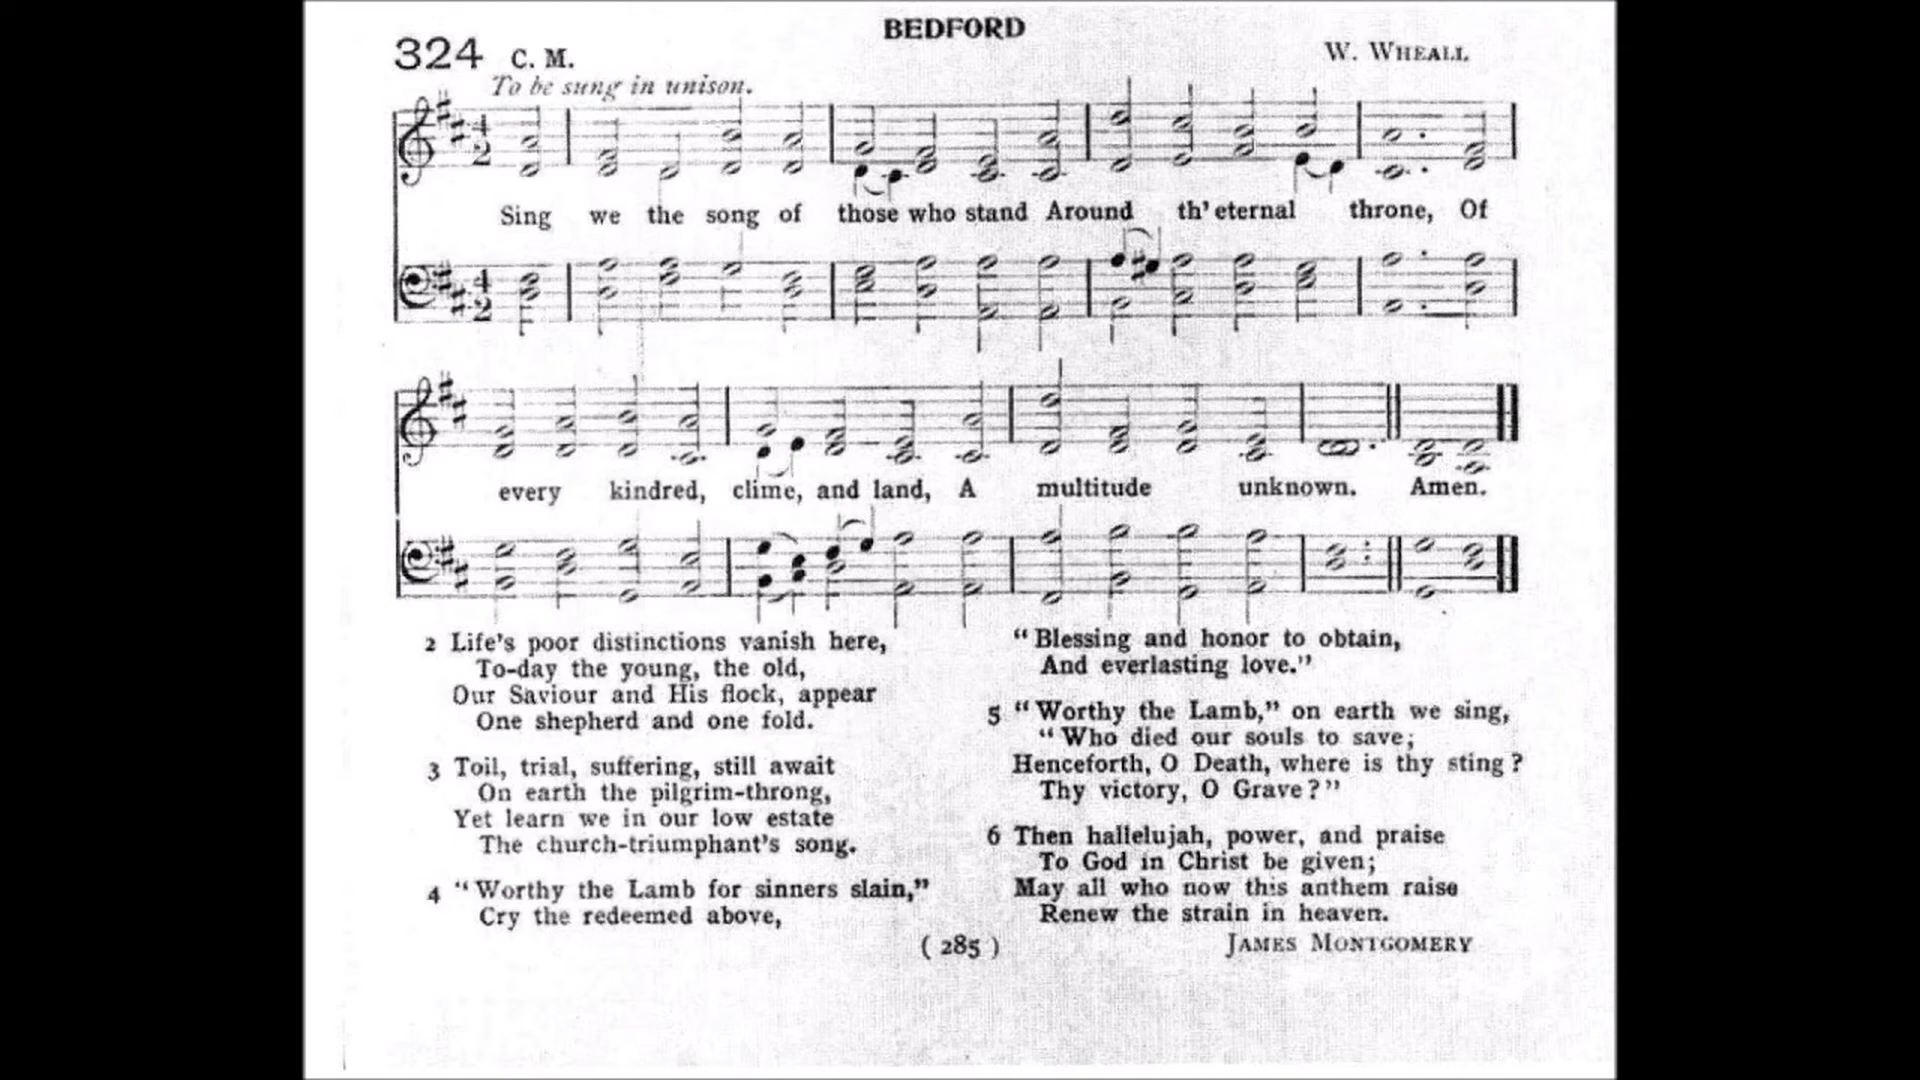 BEDFORD
324 C. M.
W. WHEALL
To be sung in unison.
4
2
Sing we the song of those who stand Around th' eternal throne, Of
4
2
every kindred, clime, and land, A multitude unknown. Amen.
2 Life's poor distinctions vanish here,
To-day the young, the old,
Our Saviour and His flock, appear
One shepherd and one fold.
3 Toil, trial, suffering, still await
On earth the pilgrim-throng,
Yet learn we in our low estate
The church-triumphant's song.
4 "Worthy the Lamb for sinners slain,"
Cry the redeemed above,
"Blessing and honor to obtain,
And everlasting love."
5 "Worthy the Lamb," on earth we sing,
"Who died our souls to save;
Henceforth, O Death, where is thy sting?
Thy victory, O Grave?"
6 Then hallelujah, power, and praise
To God in Christ be given;
May all who now this anthem raise
Renew the strain in heaven.
(285)
JAMES MONTGOMERY